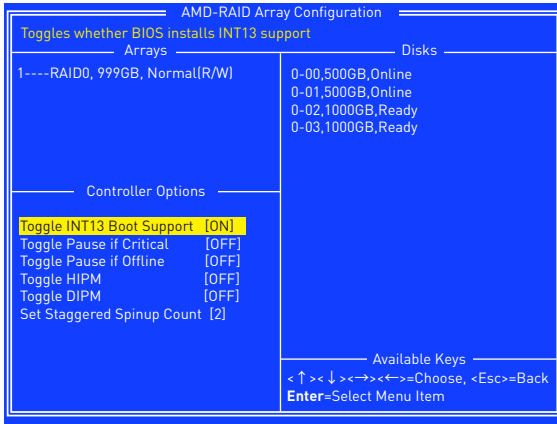 AMD-RAID Array Configuration
Toggles whether BIOS installs INT13 support
Arrays
1----RAID0, 999GB, Normal(R/W)
Disks
0-00,500GB,Online
0-01,500GB,Online
0-02,1000GB,Ready
0-03,1000GB,Ready
Controller Options
Toggle INT13 Boot Support [ON]
Toggle Pause if Critical [OFF]
Toggle Pause if Offline [OFF]
Toggle HIPM [OFF]
Toggle DIPM [OFF]
Set Staggered Spinup Count [2]
Available Keys
<↑><↓><→><←>=Choose, <Esc>=Back
Enter=Select Menu Item